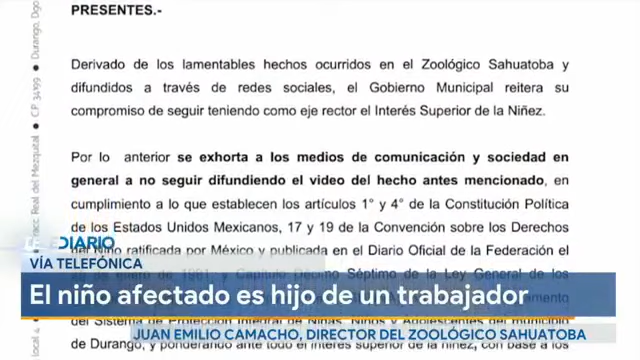 PRESENTES.-
Derivado de los lamentables hechos ocurridos en el Zoológico Sahuatoba y
difundidos a través de redes sociales, el Gobierno Municipal reitera su
compromiso de seguir teniendo como eje rector el Interés Superior de la Niñez.
Por lo anterior se exhorta a los medios de comunicación y sociedad en
general a no seguir difundiendo el video del hecho antes mencionado, en
cumplimiento a lo que establecen los artículos 1° y 4° de la Constitución Política
de los Estados Unidos Mexicanos, 17 y 19 de la Convención sobre los Derechos
del Niño ratificada por México y publicada en el Diario Oficial de la Federación el
DIARIO
VÍA TELEFÓNICA
El niño afectado es hijo de un trabajador
JUAN EMILIO CAMACHO, DIRECTOR DEL ZOOLÓGICO SAHUATOBA
de Durango, y ponderando ante todo el interés superior de la niñez, con base a los
Fracc. Real del Mezquital • C.P. 34199 • Durango, Dgo